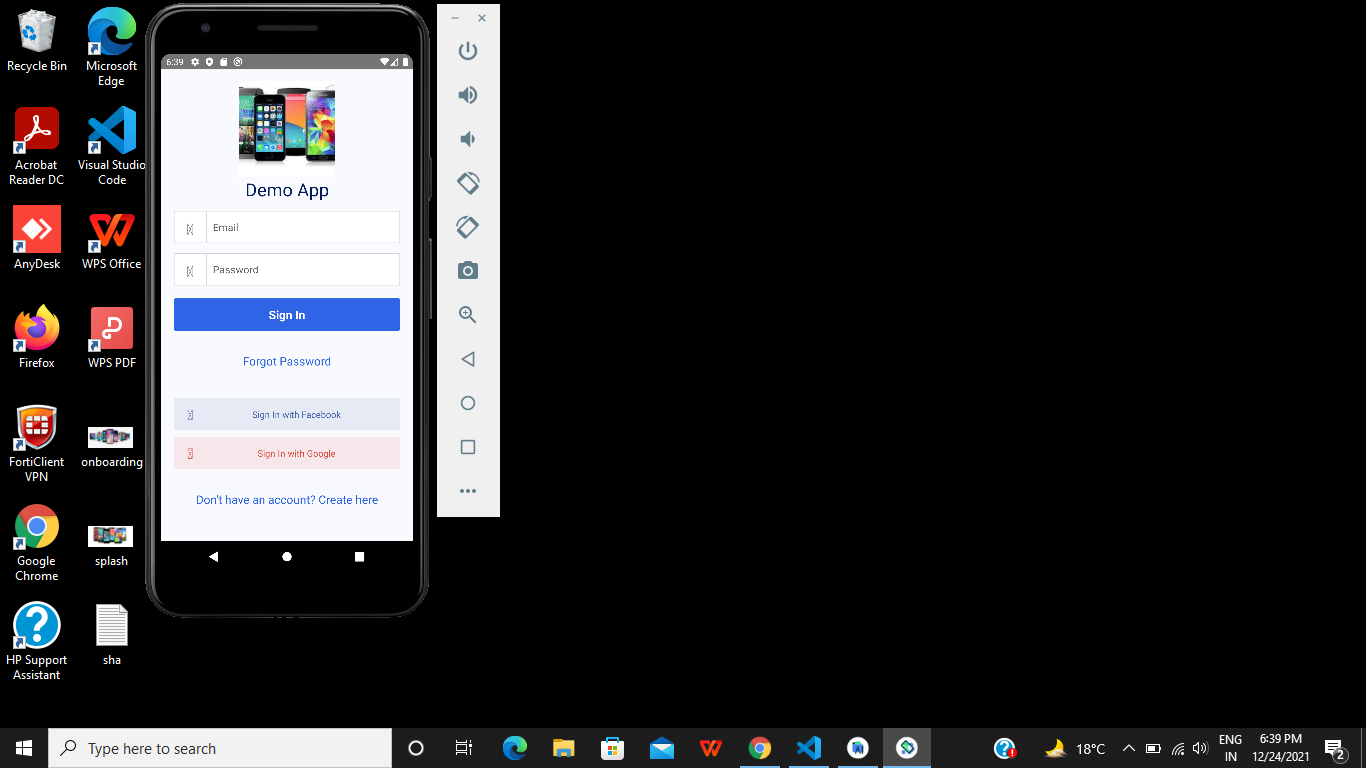 Recycle Bin
Microsoft
Edge
Acrobat
Reader DC
Visual Studio
Code
AnyDesk
WPS Office
Firefox
WPS PDF
FortiClient
VPN
onboarding
Google
Chrome
splash
HP Support
Assistant
sha
6:39
Demo App
Email
Password
Sign In
Forgot Password
Sign In with Facebook
Sign In with Google
Don't have an account? Create here
Type here to search
18°C
ENG
IN
6:39 PM
12/24/2021
2